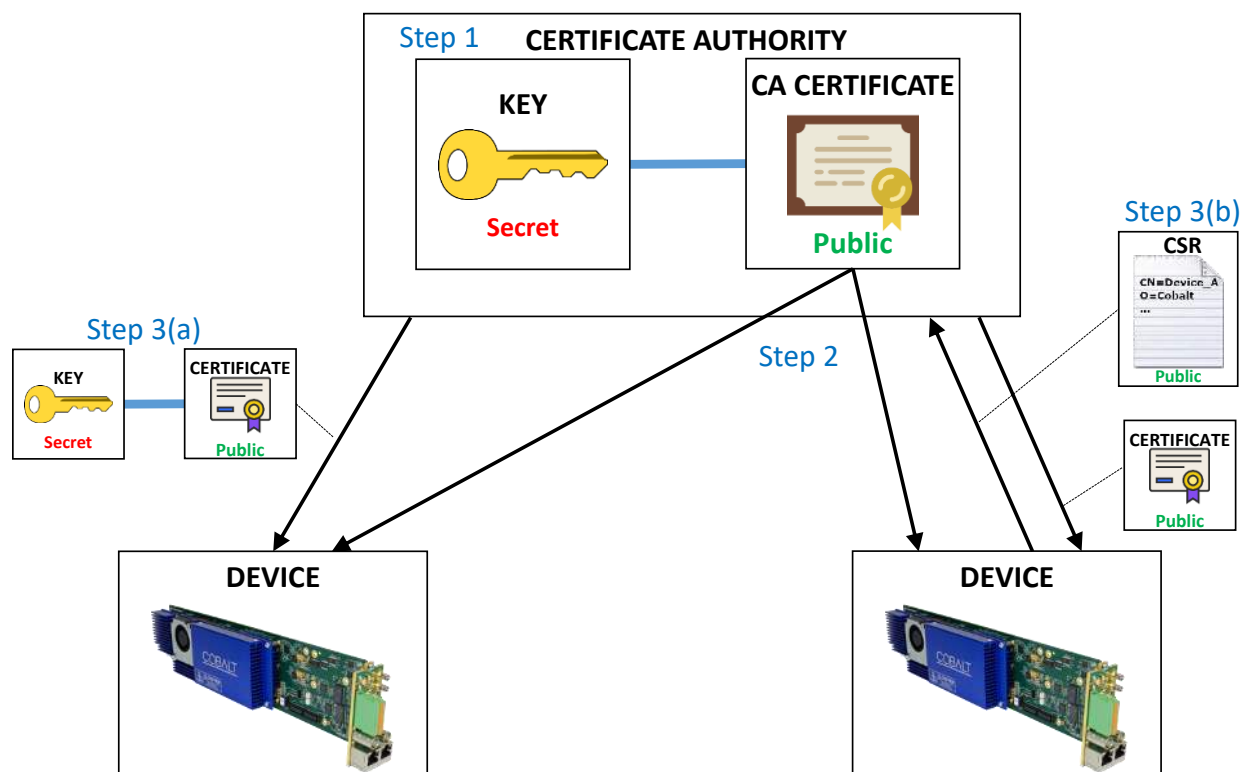 Step 1
CERTIFICATE AUTHORITY
KEY
Secret
CA CERTIFICATE
Public
Step 3(b)
CSR
CN=Device_A
O=Cobalt
...
Public
Step 3(a)
KEY
Secret
CERTIFICATE
Public
Step 2
CERTIFICATE
Public
DEVICE
COBALT
DEVICE
COBALT